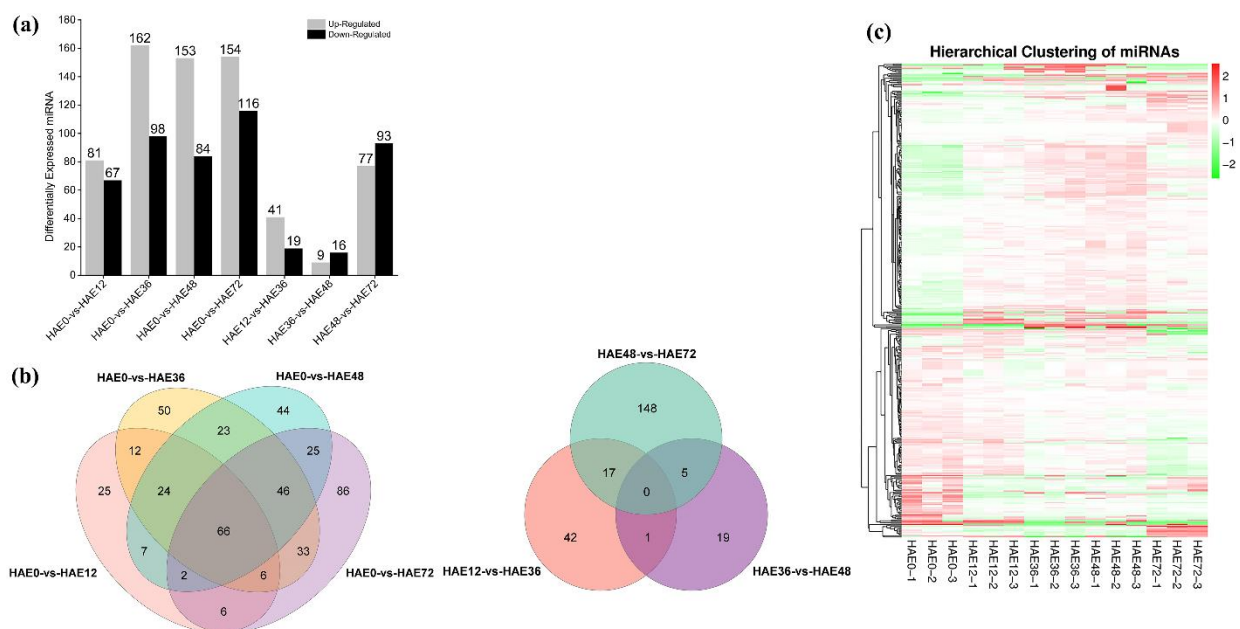 (a)
Up-Regulated
Down-Regulated
Differentially Expressed miRNA
180
160
140
120
100
80
60
40
20
0
81
67
162
98
153
84
154
116
41
19
9
16
77
93
HAE0-vs-HAE12
HAE0-vs-HAE36
HAE0-vs-HAE48
HAE0-vs-HAE72
HAE12-vs-HAE36
HAE36-vs-HAE48
HAE48-vs-HAE72
(b)
HAE0-vs-HAE36
HAE0-vs-HAE48
50
44
23
12
25
25
24
46
86
66
7
33
2
6
6
HAE0-vs-HAE12
HAE0-vs-HAE72
HAE48-vs-HAE72
148
17
5
0
42
1
19
HAE12-vs-HAE36
HAE36-vs-HAE48
(c)
Hierarchical Clustering of miRNAs
2
1
0
−1
−2
HAE0−1
HAE0−2
HAE0−3
HAE12−1
HAE12−2
HAE12−3
HAE36−1
HAE36−2
HAE36−3
HAE48−1
HAE48−2
HAE48−3
HAE72−1
HAE72−2
HAE72−3